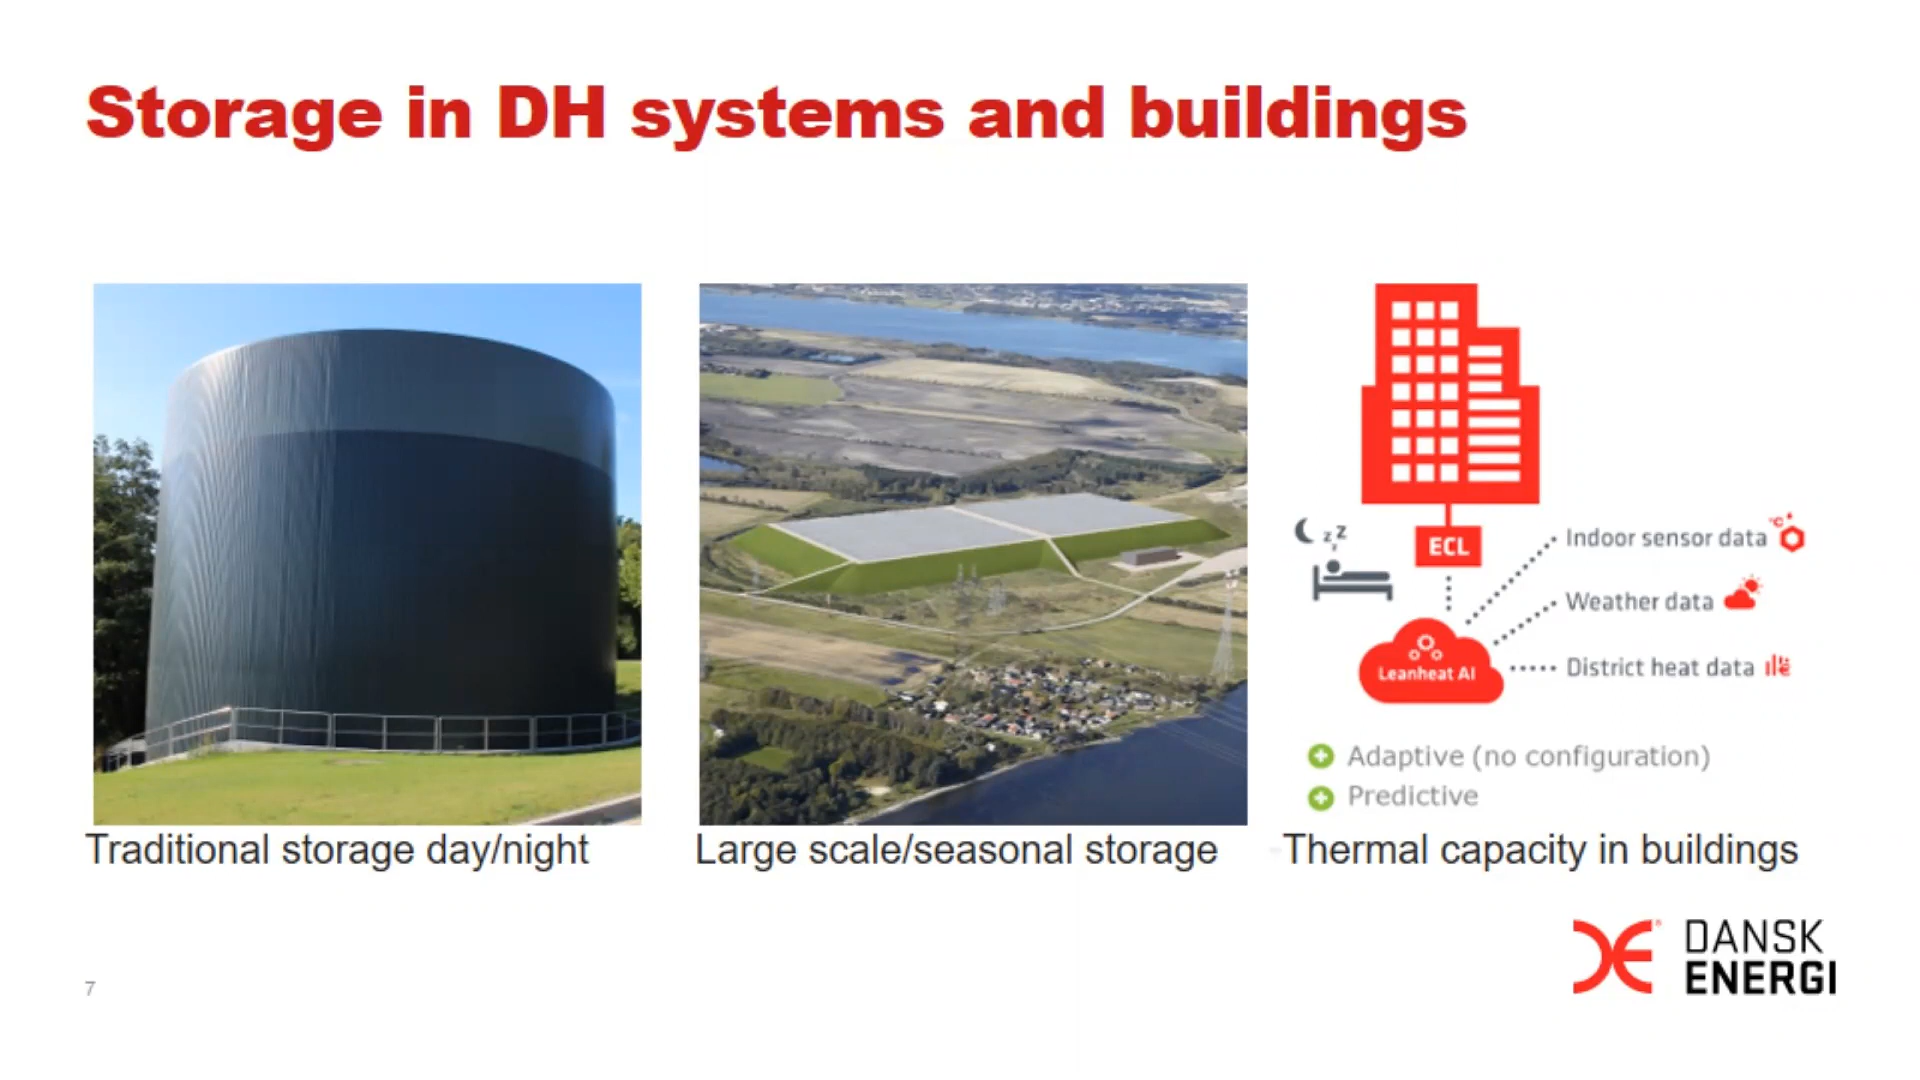 Storage in DH systems and buildings
z z z
ECL
Indoor sensor data
°C
Weather data
Leanheat AI
District heat data
Adaptive (no configuration)
Predictive
Traditional storage day/night
Large scale/seasonal storage
Thermal capacity in buildings
DANSK
ENERGI
7